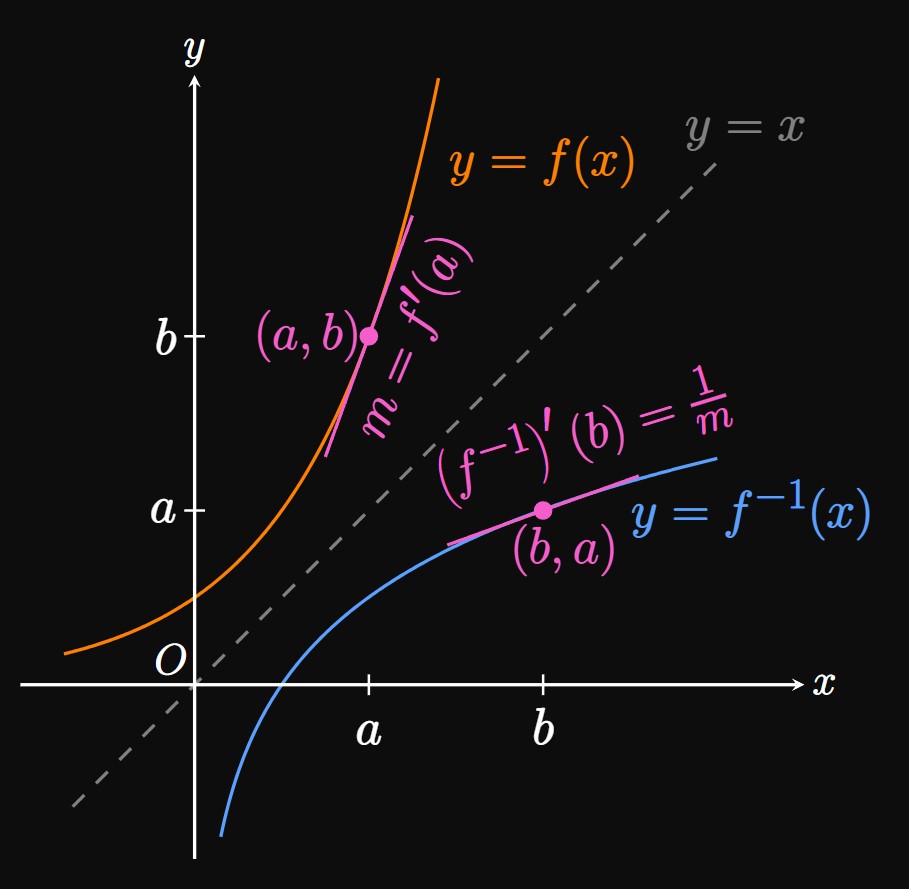 y
y = x
y = f(x)
m = f′(a)
(a, b)
b
(f⁻¹)′ (b) = 1/m
a
y = f⁻¹(x)
(b, a)
O
x
a
b